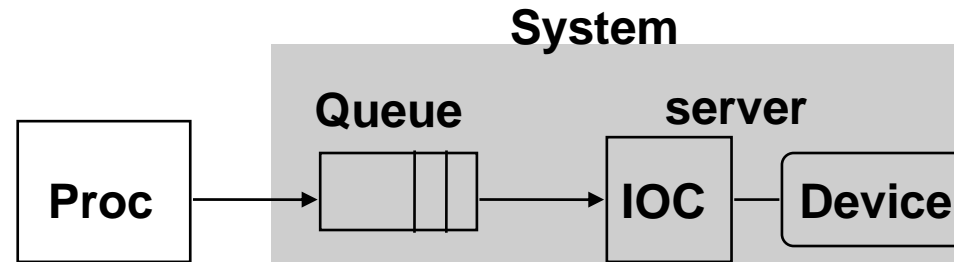 System
Queue
server
Proc
IOC
Device